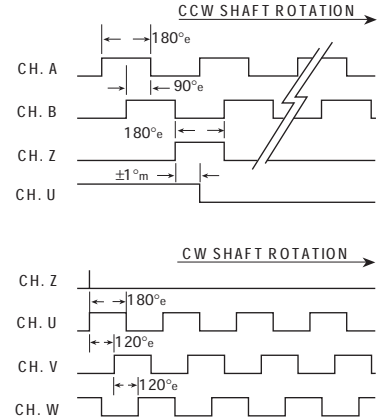 CCW SHAFT ROTATION
180°e
CH. A
90°e
CH. B
180°e
CH. Z
±1°m
CH. U
CW SHAFT ROTATION
CH. Z
180°e
CH. U
120°e
CH. V
120°e
CH. W